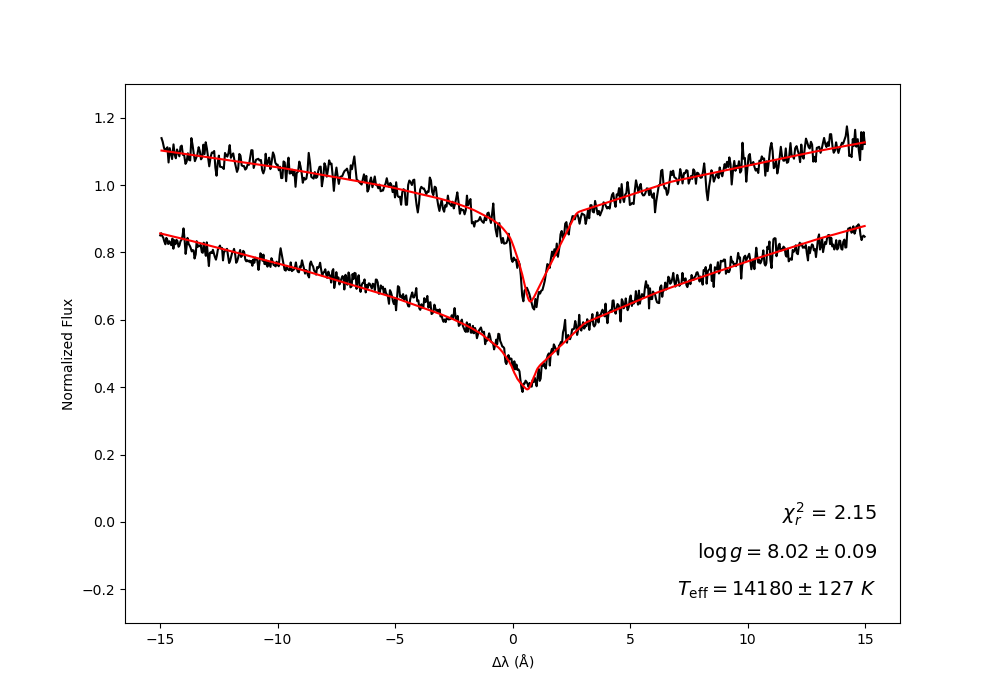 1.2
1.0
0.8
0.6
0.4
0.2
0.0
−0.2
Normalized Flux
χ²ᵣ = 2.15
log g = 8.02 ± 0.09
T_eff = 14180 ± 127 K
−15 −10 −5 0 5 10 15
Δλ (Å)